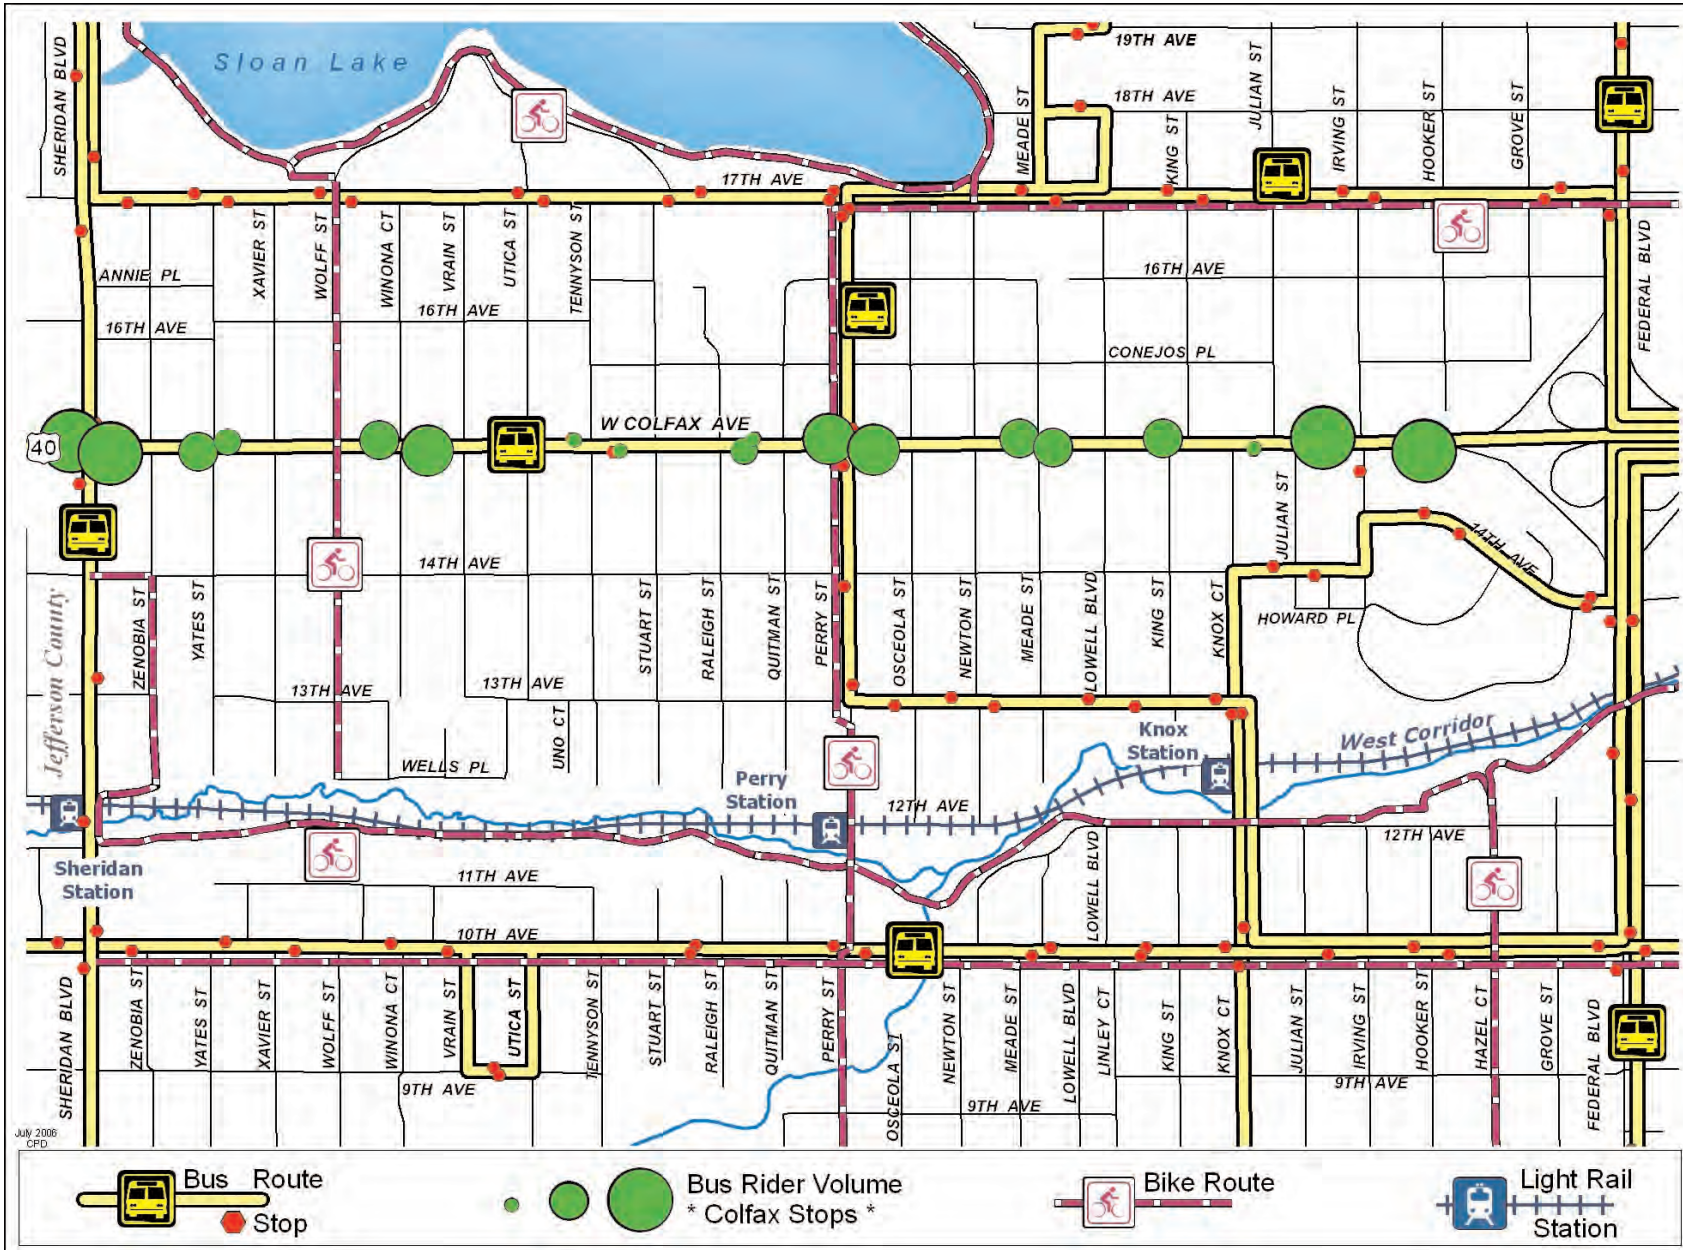 SHERIDAN BLVD
Sloan Lake
19TH AVE
18TH AVE
MEADE ST
KING ST
JULIAN ST
IRVING ST
HOOKER ST
GROVE ST
17TH AVE
ANNIE PL
XAVIER ST
WOLFF ST
WINONA CT
VRAIN ST
UTICA ST
TENNYSON ST
16TH AVE
FEDERAL BLVD
16TH AVE
16TH AVE
CONEJOS PL
W COLFAX AVE
40
JULIAN ST
14TH AVE
14TH AVE
Jefferson County
ZENOBIA ST
YATES ST
STUART ST
RALEIGH ST
QUITMAN ST
PERRY ST
OSCEOLA ST
NEWTON ST
MEADE ST
LOWELL BLVD
KING ST
KNOX CT
HOWARD PL
13TH AVE
13TH AVE
UNO CT
WELLS PL
Perry
Station
Knox
Station
West Corridor
12TH AVE
12TH AVE
Sheridan
Station
11TH AVE
LOWELL BLVD
10TH AVE
SHERIDAN BLVD
ZENOBIA ST
YATES ST
XAVIER ST
WOLFF ST
WINONA CT
VRAIN ST
UTICA ST
TENNYSON ST
STUART ST
RALEIGH ST
QUITMAN ST
PERRY ST
OSCEOLA ST
NEWTON ST
MEADE ST
LOWELL BLVD
LINLEY CT
KING ST
KNOX CT
JULIAN ST
IRVING ST
HOOKER ST
HAZEL CT
GROVE ST
FEDERAL BLVD
9TH AVE
9TH AVE
9TH AVE
July 2006
CPD
Bus Route
Stop
Bus Rider Volume
* Colfax Stops *
Bike Route
Light Rail
Station